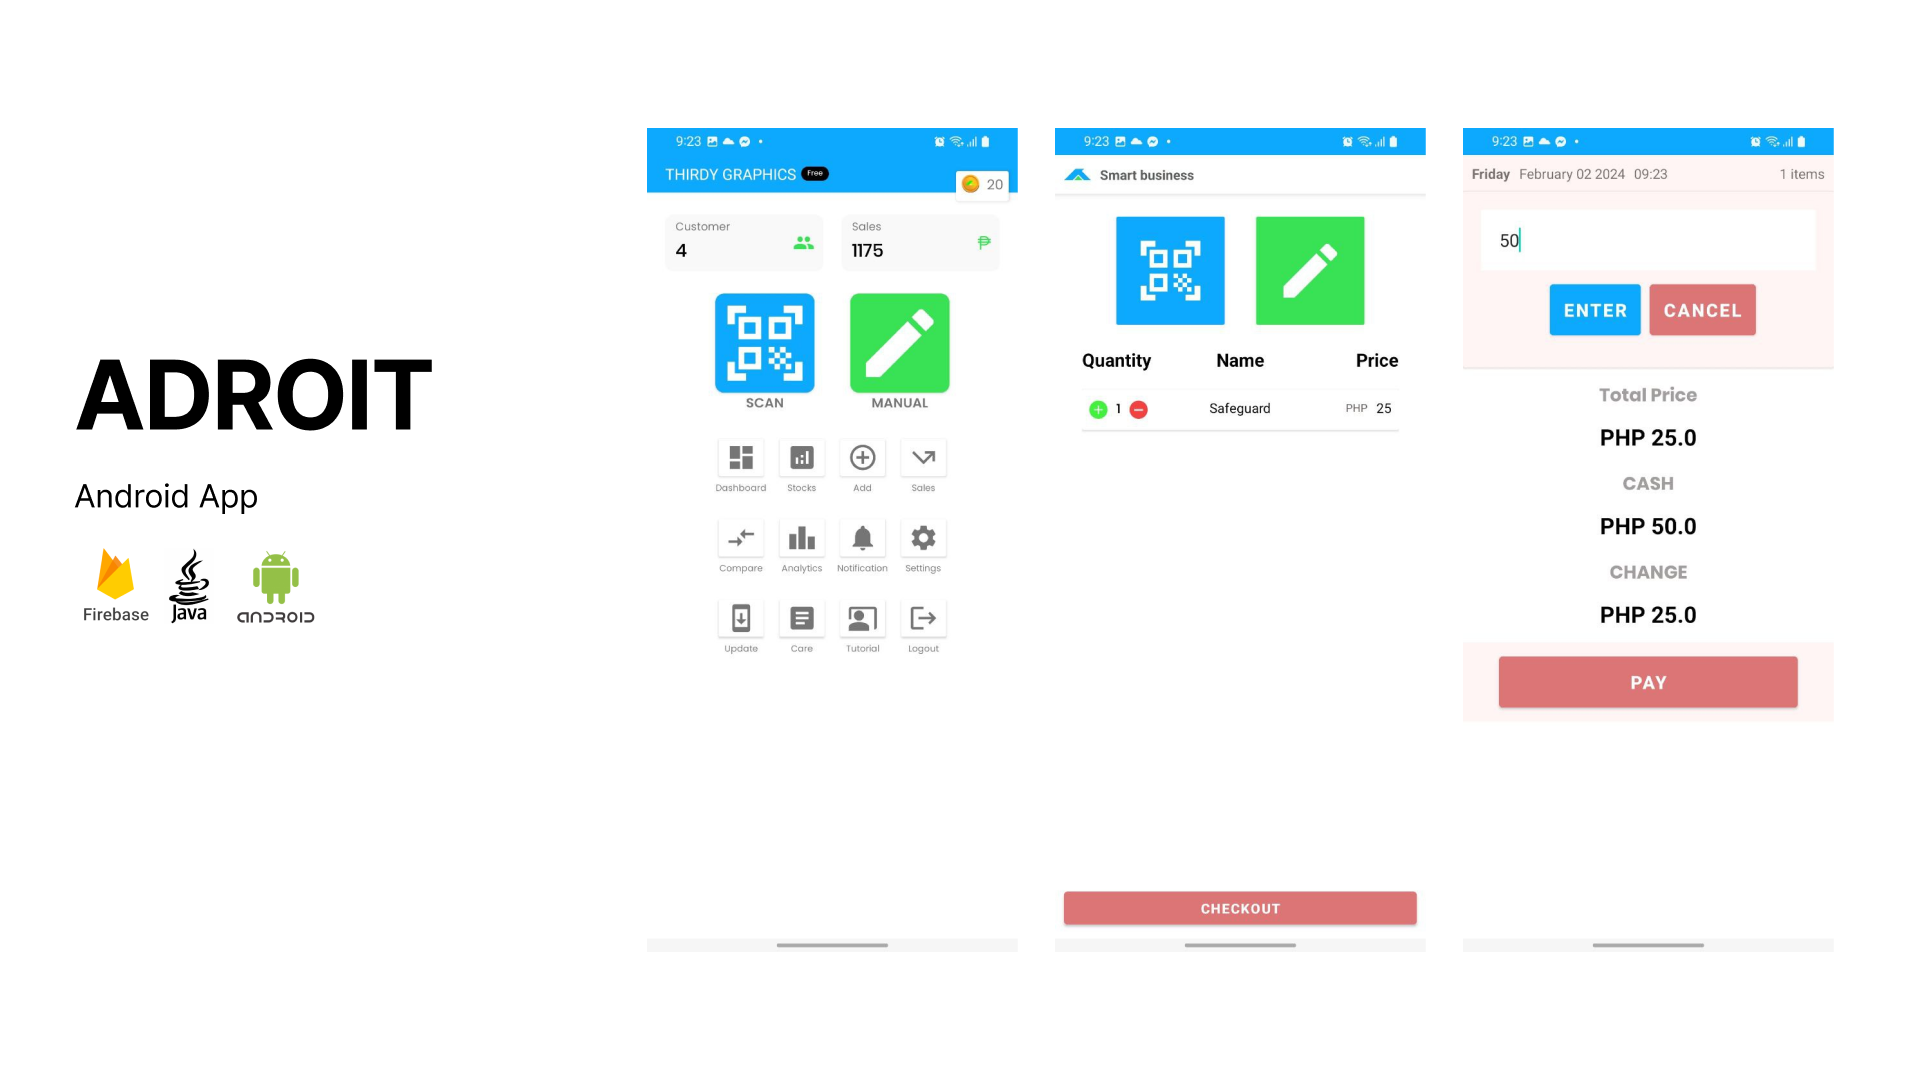 ADROIT
Android App
Firebase
Java
ANDROID
9:23
THIRDY GRAPHICS Free
20
Customer
4
Sales
1175
SCAN
MANUAL
Dashboard
Stocks
Add
Sales
Compare
Analytics
Notification
Settings
Update
Care
Tutorial
Logout
9:23
Smart business
Quantity Name Price
1 Safeguard PHP 25
CHECKOUT
9:23
Friday February 02 2024 09:23 1 items
50
ENTER CANCEL
Total Price
PHP 25.0
CASH
PHP 50.0
CHANGE
PHP 25.0
PAY